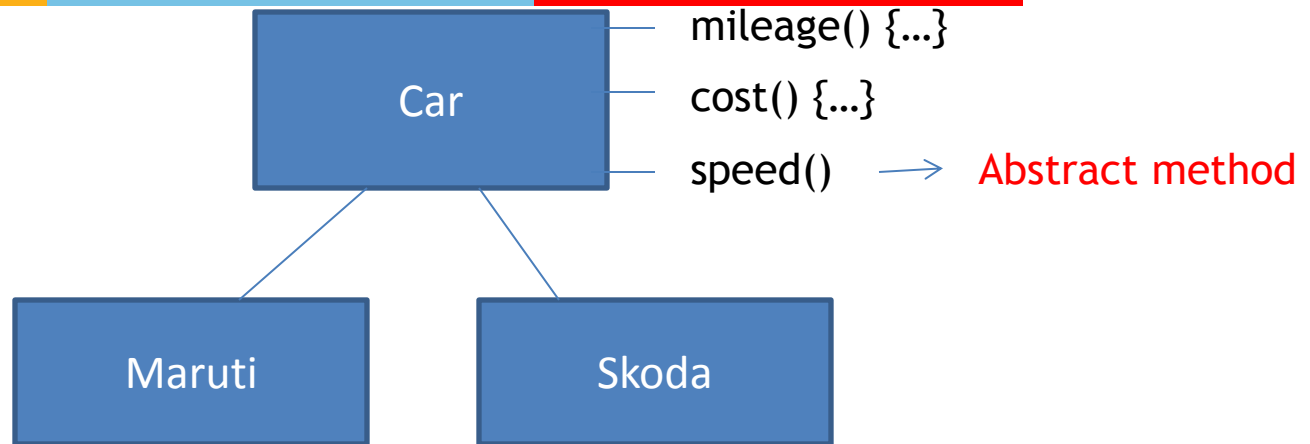 mileage() {…}
Car
cost() {…}
speed()
Abstract method
Maruti
Skoda